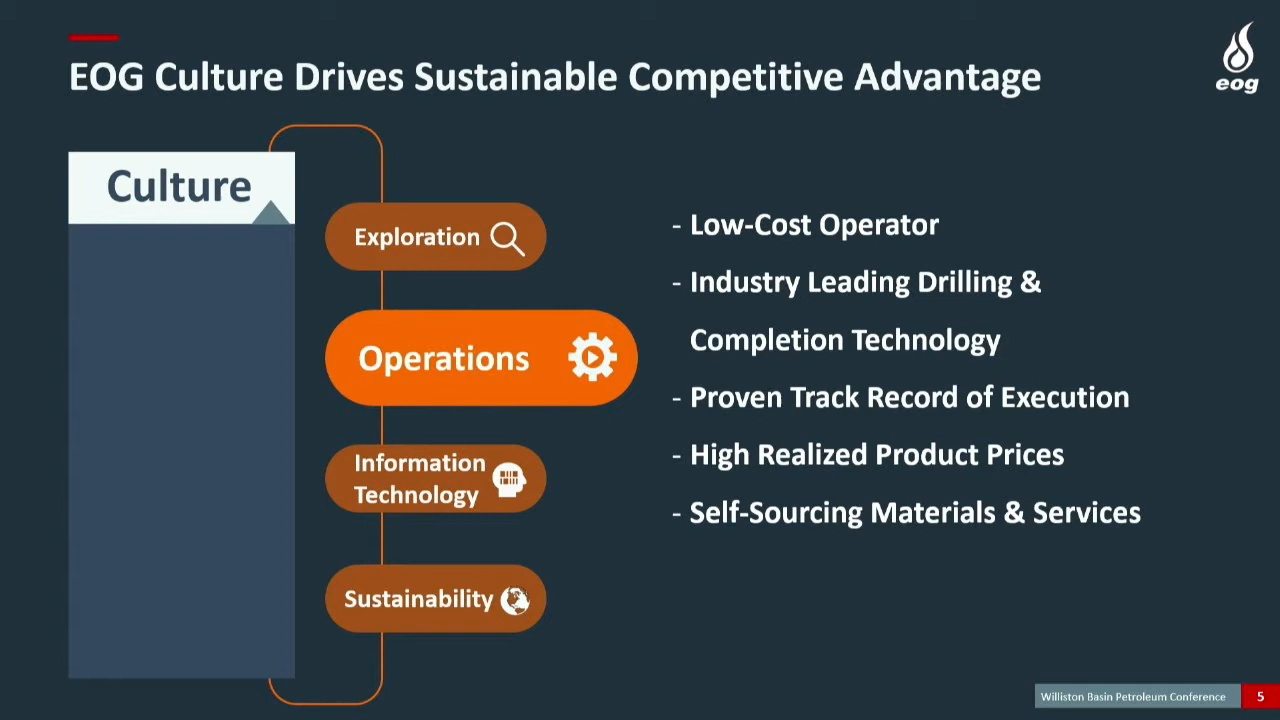 EOG Culture Drives Sustainable Competitive Advantage
eog
Culture
Exploration
Operations
Information
Technology
Sustainability
- Low-Cost Operator
- Industry Leading Drilling &
Completion Technology
- Proven Track Record of Execution
- High Realized Product Prices
- Self-Sourcing Materials & Services
Williston Basin Petroleum Conference
5